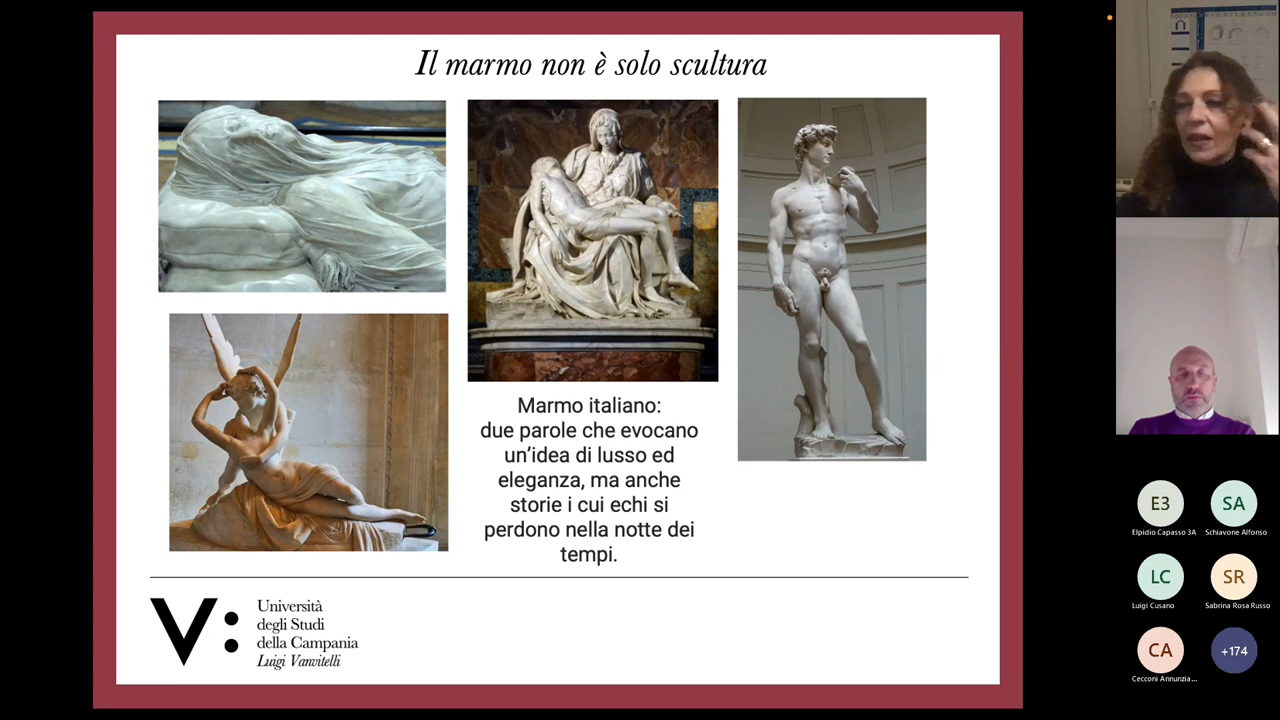 Il marmo non è solo scultura
Marmo italiano:
due parole che evocano
un’idea di lusso ed
eleganza, ma anche
storie i cui echi si
perdono nella notte dei
tempi.
V:
Università
degli Studi
della Campania
Luigi Vanvitelli
E3
Elpidio Capasso 3A
SA
Schiavone Alfonso
LC
Luigi Cusano
SR
Sabrina Rosa Russo
CA
Cecconi Annunzia...
+174